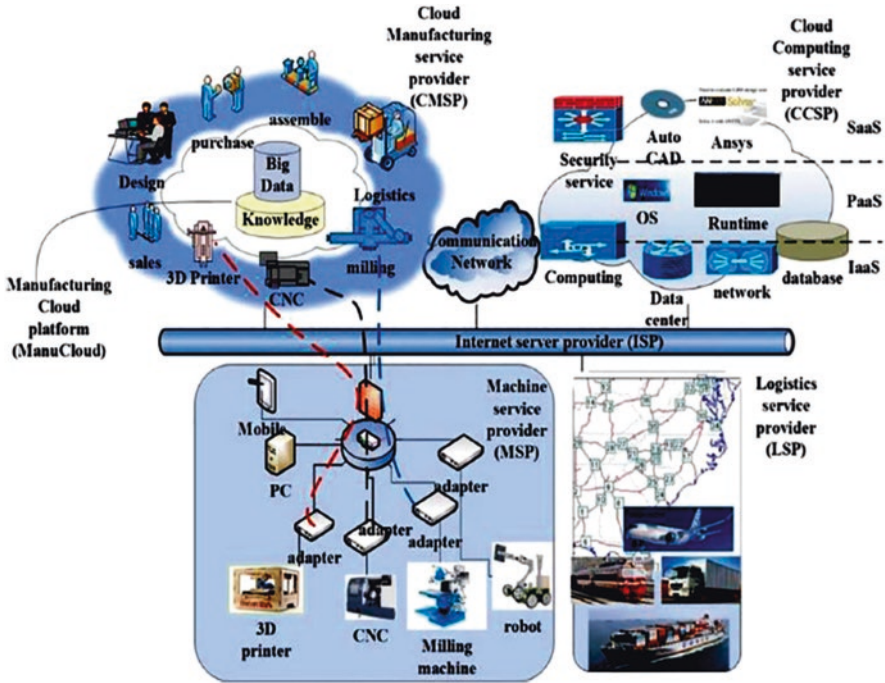 Cloud
Manufacturing
service
provider
(CMSP)
Cloud
Computing
service
provider
(CCSP)
assemble
purchase
Design
Big
Data
Knowledge
Logistics
sales
3D Printer
CNC
milling
Manufacturing
Cloud
platform
(ManuCloud)
Communication
Network
Security
service
Auto
CAD
Solver
Ansys
SaaS
Windows
OS
Runtime
PaaS
Computing
Data
center
network
database
IaaS
Internet server provider (ISP)
Machine
service
provider
(MSP)
Mobile
PC
adapter
adapter
adapter
adapter
3D
printer
CNC
Milling
machine
robot
Logistics
service
provider
(LSP)